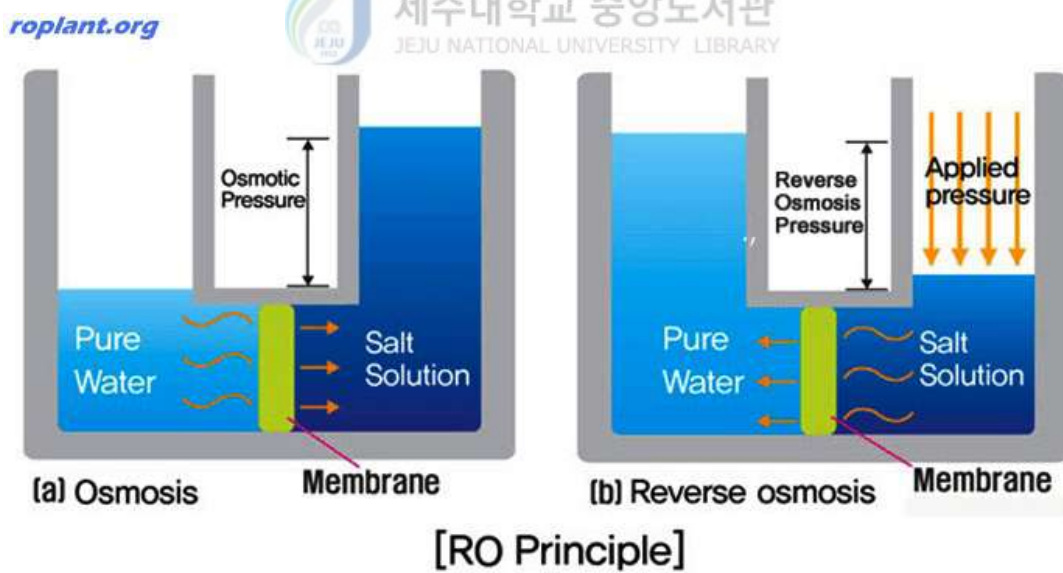 roplant.org
제주대학교 중앙도서관
JEJU NATIONAL UNIVERSITY LIBRARY
JEJU
Osmotic
Pressure
Pure
Water
Salt
Solution
(a) Osmosis
Membrane
Reverse
Osmosis
Pressure
Applied
pressure
Pure
Water
Salt
Solution
(b) Reverse osmosis
Membrane
[RO Principle]